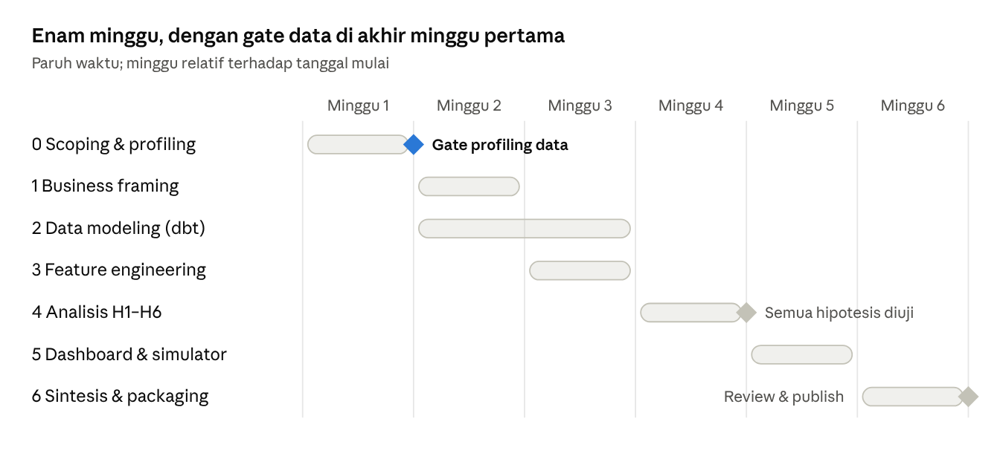 Enam minggu, dengan gate data di akhir minggu pertama
Paruh waktu; minggu relatif terhadap tanggal mulai
Minggu 1 Minggu 2 Minggu 3 Minggu 4 Minggu 5 Minggu 6
0 Scoping & profiling Gate profiling data
1 Business framing
2 Data modeling (dbt)
3 Feature engineering
4 Analisis H1–H6 Semua hipotesis diuji
5 Dashboard & simulator
6 Sintesis & packaging Review & publish